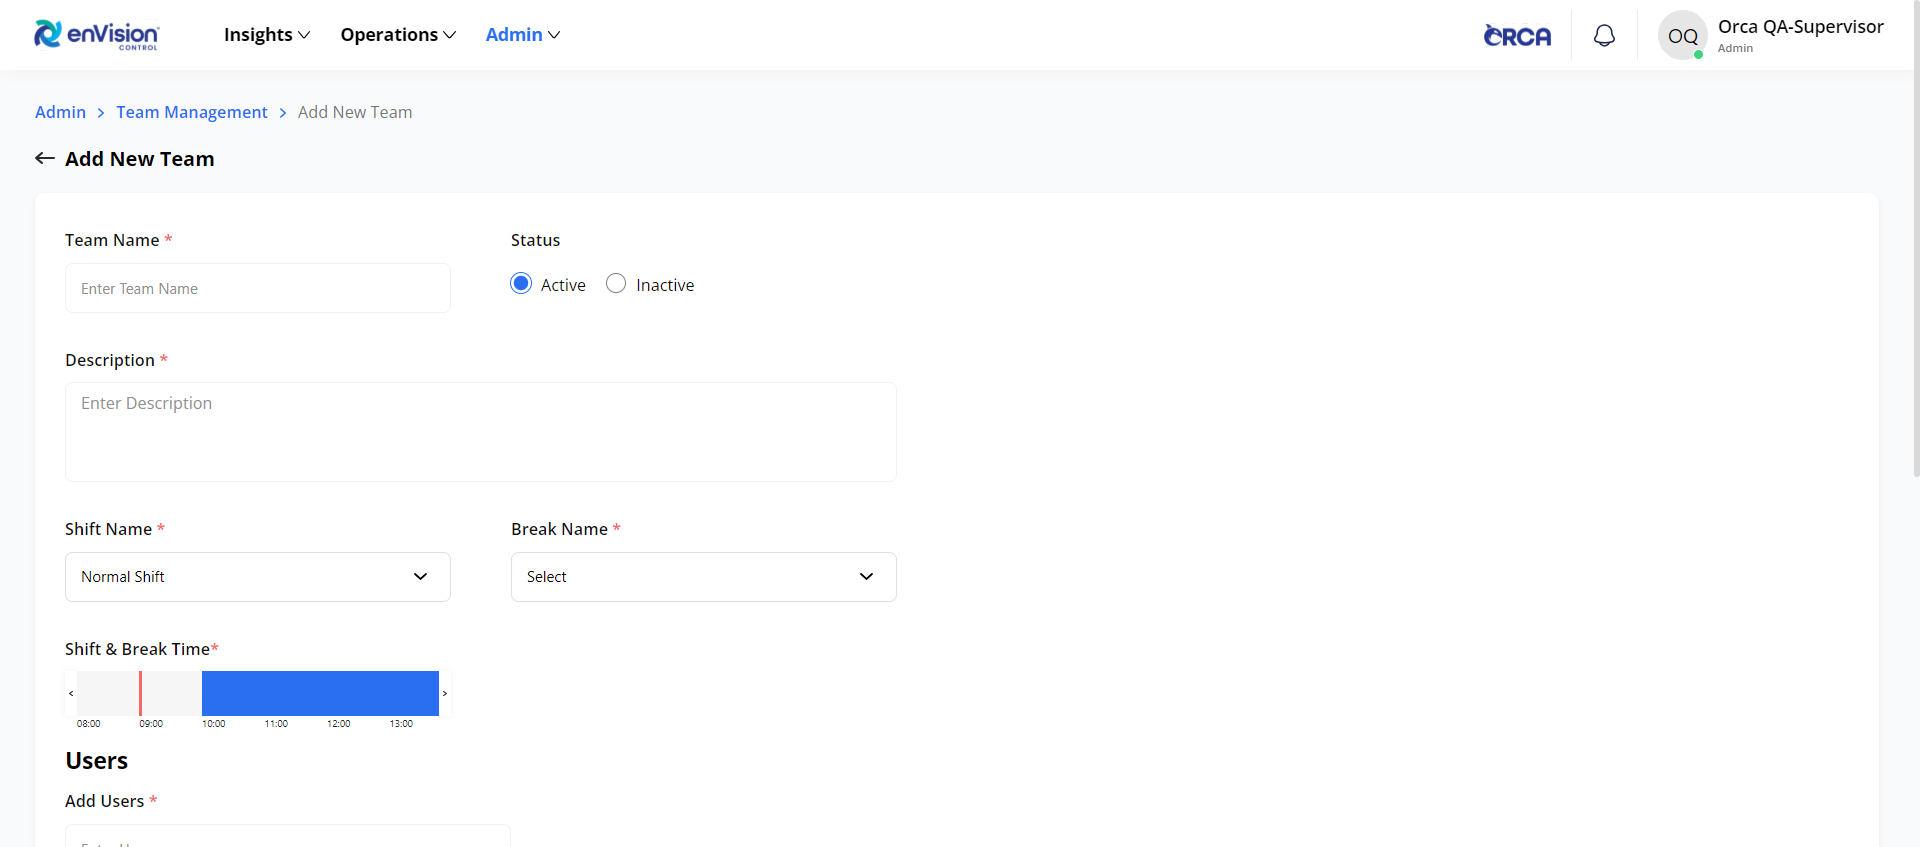 enVision CONTROL Insights Operations Admin ORCA OQ Orca QA-Supervisor
Admin
Admin > Team Management > Add New Team
Add New Team
Team Name * Status
Enter Team Name Active Inactive
Description *
Enter Description
Shift Name * Break Name *
Normal Shift Select
Shift & Break Time*
< >
08:00 09:00 10:00 11:00 12:00 13:00
Users
Add Users *